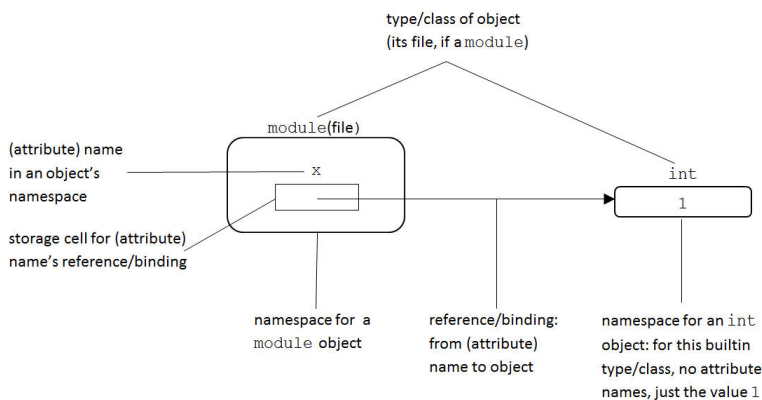 type/class of object
(its file, if a module)
module(file)
(attribute) name
in an object's
namespace
x
int
1
storage cell for (attribute)
name's reference/binding
namespace for a
module object
reference/binding:
from (attribute)
name to object
namespace for an int
object: for this builtin
type/class, no attribute
names, just the value 1